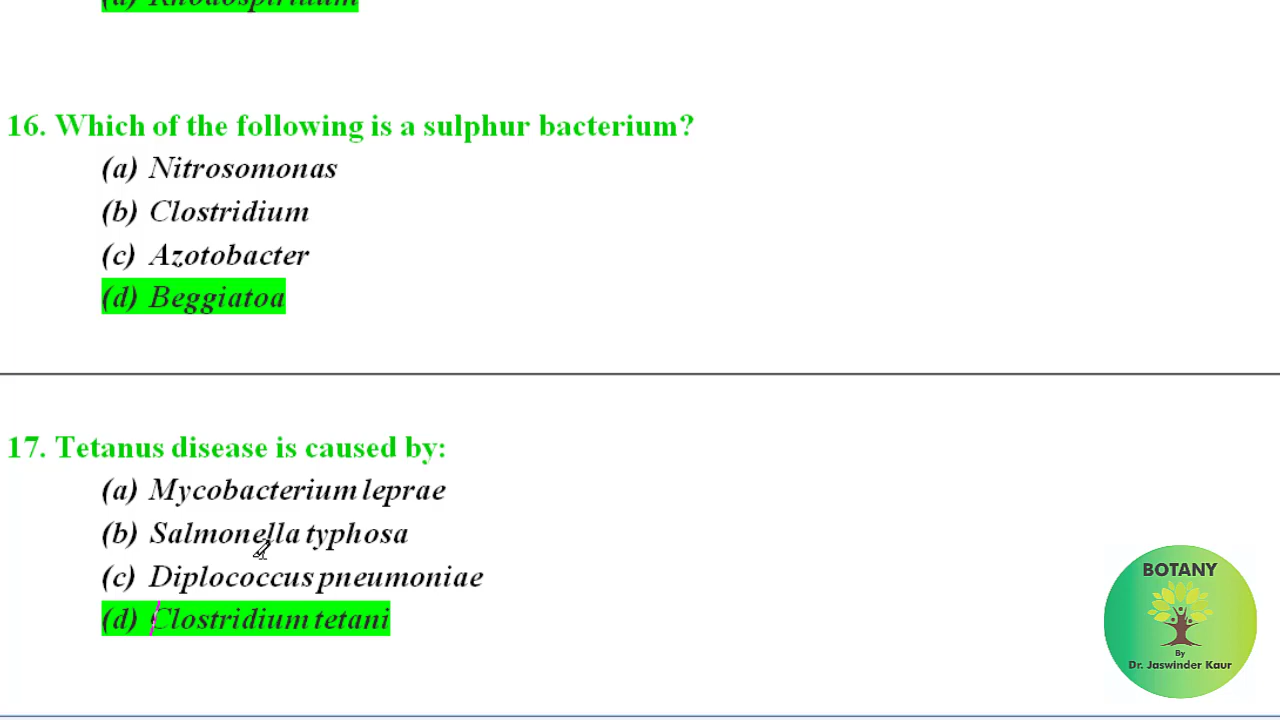 (d) Rhodospirillum
16. Which of the following is a sulphur bacterium?
(a) Nitrosomonas
(b) Clostridium
(c) Azotobacter
(d) Beggiatoa
17. Tetanus disease is caused by:
(a) Mycobacterium leprae
(b) Salmonella typhosa
(c) Diplococcus pneumoniae
(d) Clostridium tetani
BOTANY
By
Dr. Jaswinder Kaur